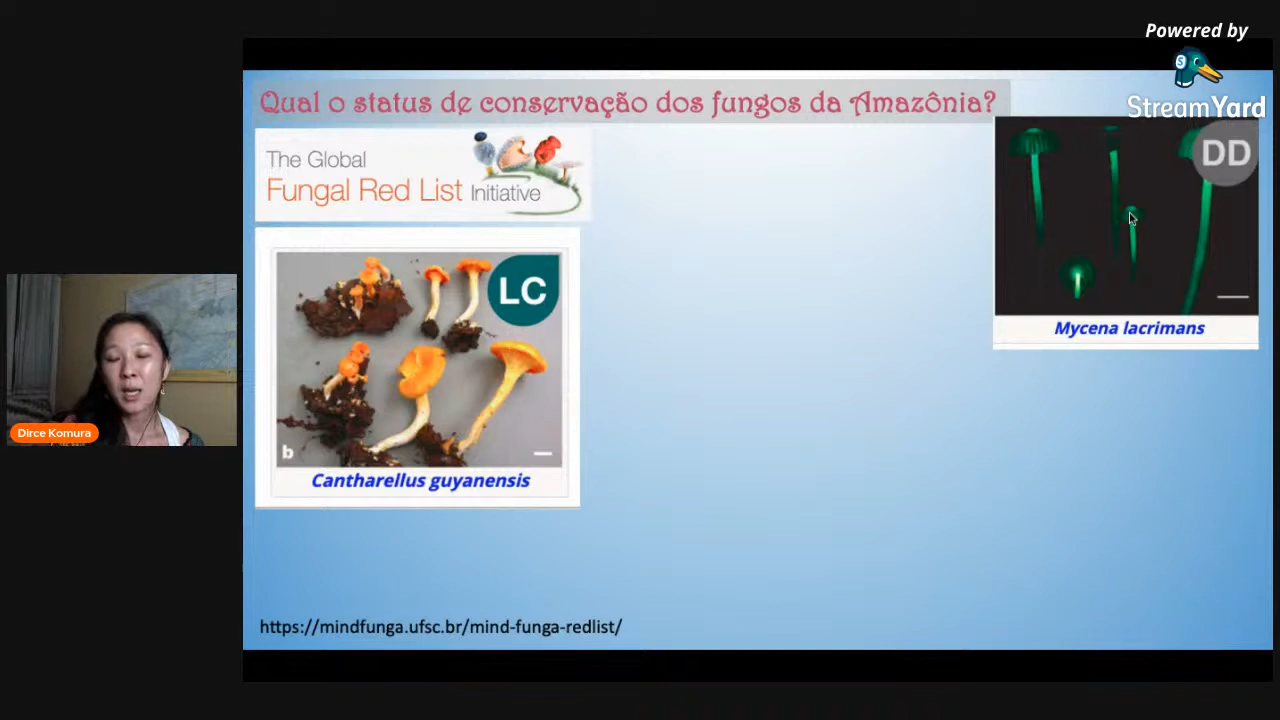 Powered by
StreamYard
Qual o status de conservação dos fungos da Amazônia?
The Global
Fungal Red List Initiative
DD
Mycena lacrimans
LC
b
Cantharellus guyanensis
Dirce Komura
https://mindfunga.ufsc.br/mind-funga-redlist/